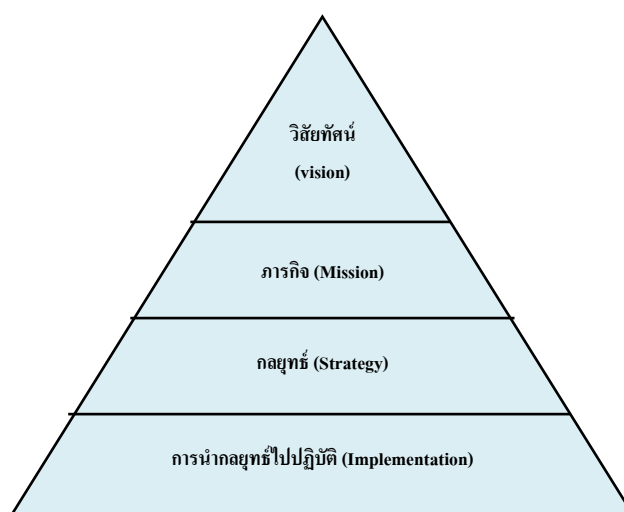 วิสัยทัศน์
(vision)
ภารกิจ (Mission)
กลยุทธ์ (Strategy)
การนำกลยุทธ์ไปปฏิบัติ (Implementation)